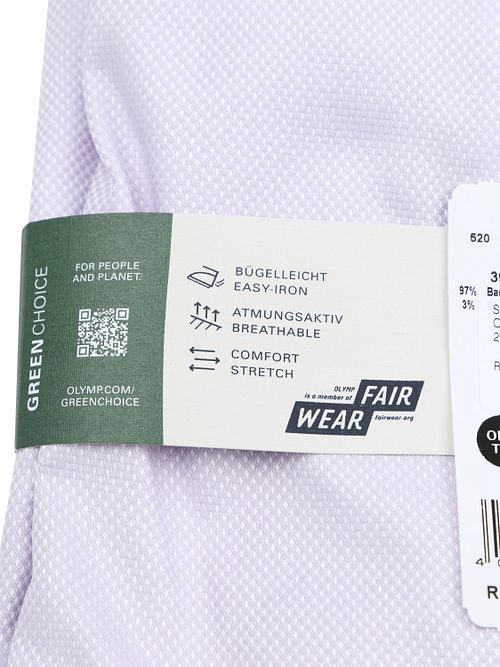 GREEN CHOICE
FOR PEOPLE
AND PLANET.
OLYMP.COM/
GREENCHOICE
BÜGELLEICHT
EASY-IRON
ATMUNGSAKTIV
BREATHABLE
COMFORT
STRETCH
OLYMP
is a member of
FAIR
WEAR
fairwear.org
520
97%
3%